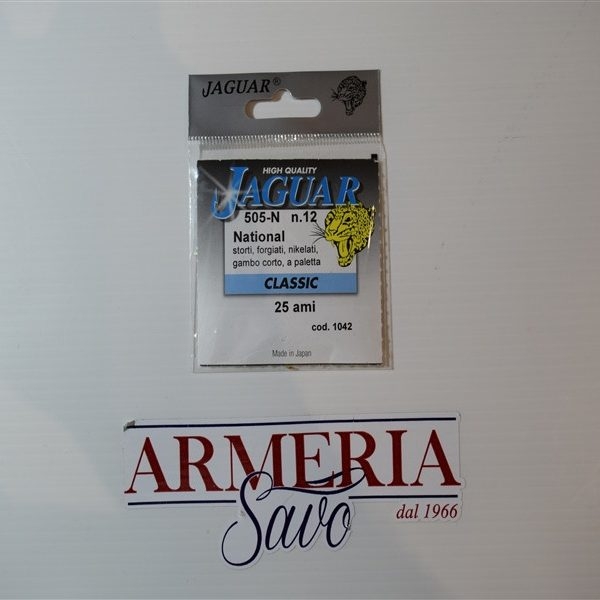 JAGUAR®
HIGH QUALITY
JAGUAR
505-N n.12
National
storti, forgiati, nikelati,
gambo corto, a paletta
CLASSIC
25 ami
cod. 1042
Made in Japan
ARMERIA
Savo
dal 1966